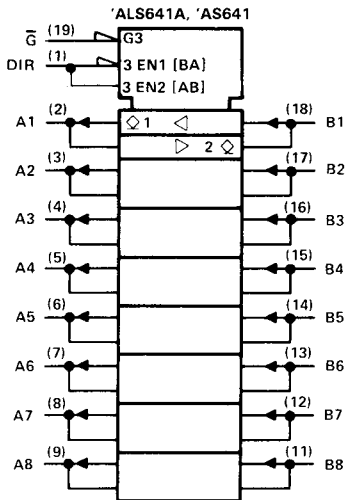 'ALS641A, 'AS641
G̅ (19) G3
DIR (1) 3 EN1 [BA]
3 EN2 [AB]
A1 (2) 1 (18) B1
2
A2 (3) (17) B2
A3 (4) (16) B3
A4 (5) (15) B4
A5 (6) (14) B5
A6 (7) (13) B6
A7 (8) (12) B7
A8 (9) (11) B8